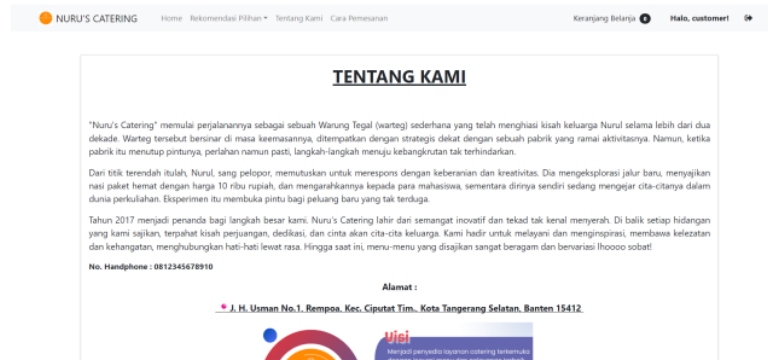 NURU'S CATERING Home Rekomendasi Pilihan Tentang Kami Cara Pemesanan Keranjang Belanja 0 Halo, customer!
TENTANG KAMI
"Nuru's Catering" memulai perjalanannya sebagai sebuah Warung Tegal (warteg) sederhana yang telah menghiasi kisah keluarga Nurul selama lebih dari dua
dekade. Warteg tersebut bersinar di masa keemasannya, ditempatkan dengan strategis dekat dengan sebuah pabrik yang ramai aktivitasnya. Namun, ketika
pabrik itu menutup pintunya, perlahan namun pasti, langkah-langkah menuju kebangkrutan tak terhindarkan.
Dari titik terendah itulah, Nurul, sang pelopor, memutuskan untuk merespons dengan keberanian dan kreativitas. Dia mengeksplorasi jalur baru, menyajikan
nasi paket hemat dengan harga 10 ribu rupiah, dan mengarahkannya kepada para mahasiswa, sementara dirinya sendiri sedang mengejar cita-citanya dalam
dunia perkuliahan. Eksperimen itu membuka pintu bagi peluang baru yang tak terduga.
Tahun 2017 menjadi penanda bagi langkah besar kami. Nuru's Catering lahir dari semangat inovatif dan tekad tak kenal menyerah. Di balik setiap hidangan
yang kami sajikan, terpahat kisah perjuangan, dedikasi, dan cinta akan cita-cita keluarga. Kami hadir untuk melayani dan menginspirasi, membawa kelezatan
dan kehangatan, menghubungkan hati-hati lewat rasa. Hingga saat ini, menu-menu yang disajikan sangat beragam dan bervariasi lhoooo sobat!
No. Handphone : 0812345678910
Alamat :
J. H. Usman No.1, Rempoa, Kec. Ciputat Tim., Kota Tangerang Selatan, Banten 15412
Visi
Menjadi penyedia layanan catering terkemuka